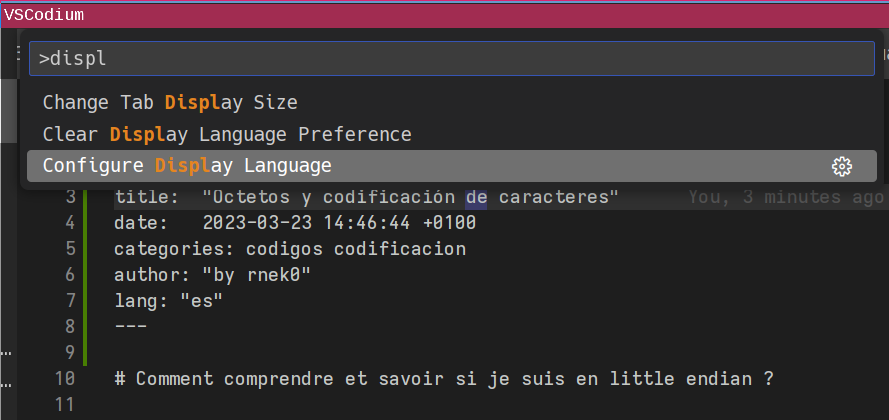 VSCodium
>displ
Change Tab Display Size
Clear Display Language Preference
Configure Display Language
3 title: "Octetos y codificación de caracteres" You, 3 minutes ago
4 date: 2023-03-23 14:46:44 +0100
5 categories: codigos codificacion
6 author: "by rnek0"
7 lang: "es"
8 ---
9
10 # Comment comprendre et savoir si je suis en little endian ?
11